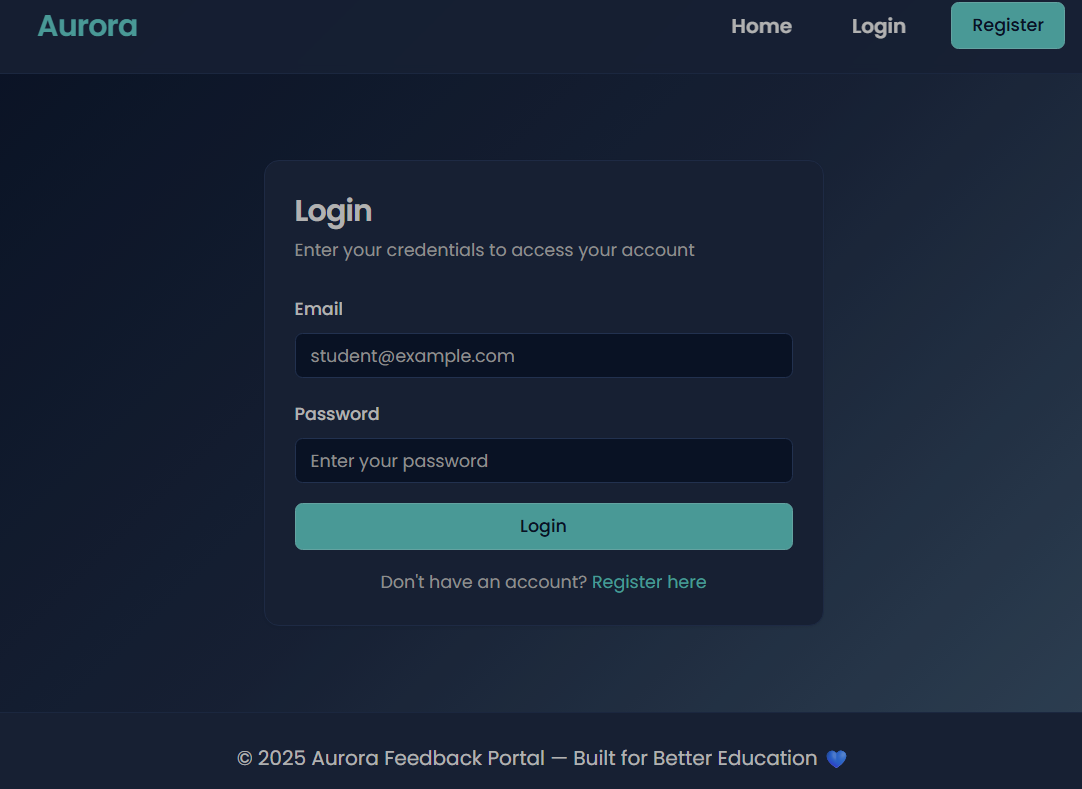 Aurora
Home Login Register
Login
Enter your credentials to access your account
Email
student@example.com
Password
Enter your password
Login
Don't have an account? Register here
© 2025 Aurora Feedback Portal — Built for Better Education 💙